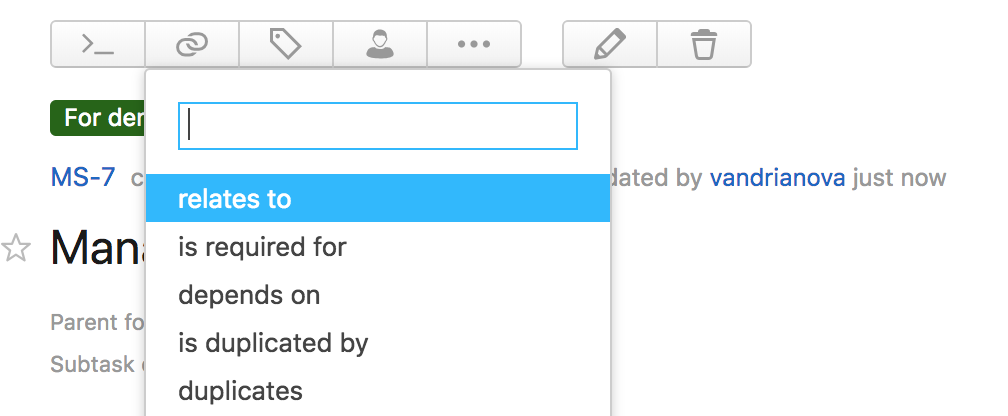 For der
MS-7 c dated by vandrianova just now
relates to
Mana
is required for
depends on
Parent fo
is duplicated by
Subtask
duplicates